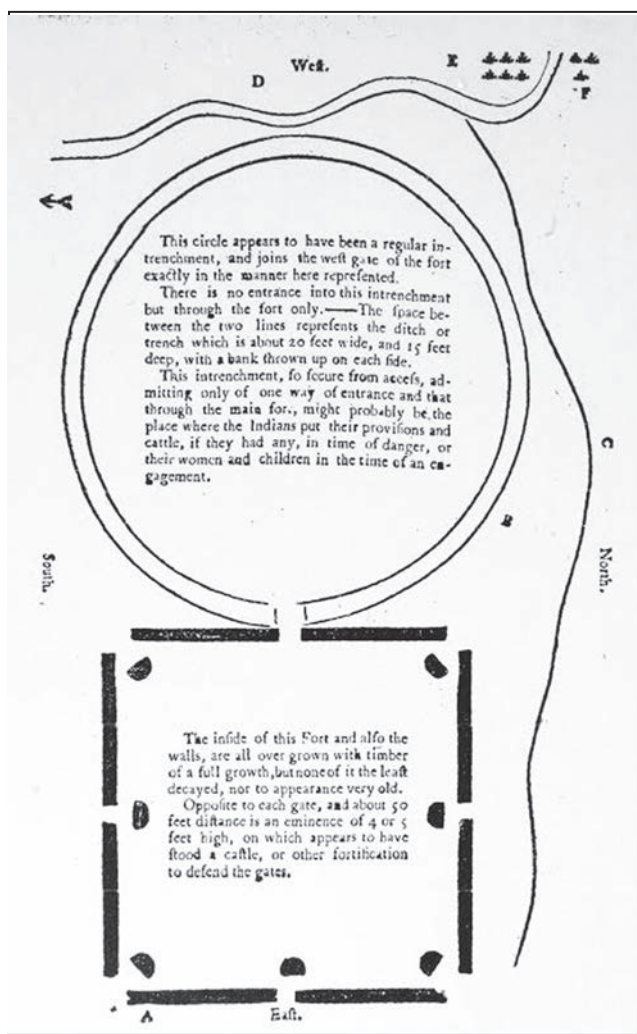 West.
D
E
F
This circle appears to have been a regular in-
trenchment, and joins the west gate of the fort
exactly in the manner here represented.
There is no entrance into this intrenchment
but through the fort only.——The space be-
tween the two lines represents the ditch or
trench which is about 20 feet wide, and 15 feet
deep, with a bank thrown up on each side.
This intrenchment, so secure from access, ad-
mitting only of one way of entrance and that
through the main for., might probably be, the
place where the Indians put their provisions and
cattle, if they had any, in time of danger, or
their women and children in the time of an en-
gagement.
C
B
South.
North.
The inside of this Fort and also the
walls, are all over grown with timber
of a full growth, but none of it the least
decayed, nor to appearance very old.
Opposite to each gate, and about 50
feet distance is an eminence of 4 or 5
feet high, on which appears to have
stood a castle, or other fortification
to defend the gates.
A
East.